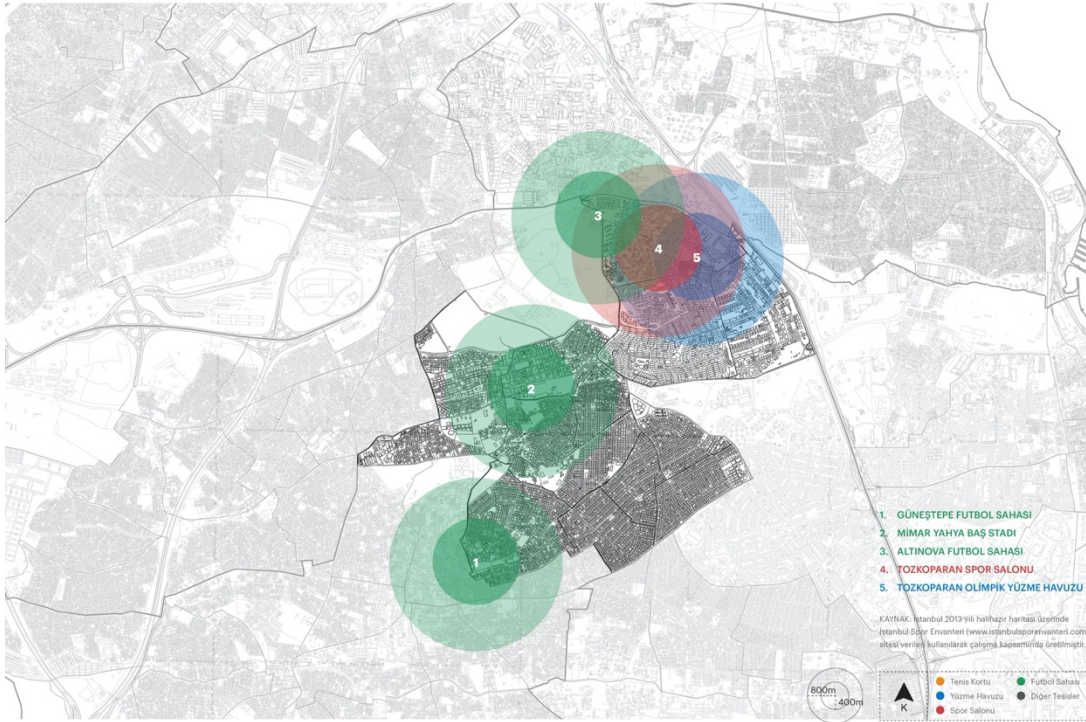 3
4
5
2
1
1. GÜNEŞTEPE FUTBOL SAHASI
2. MİMAR YAHYA BAŞ STADI
3. ALTINOVA FUTBOL SAHASI
4. TOZKOPARAN SPOR SALONU
5. TOZKOPARAN OLİMPİK YÜZME HAVUZU
KAYNAK: İstanbul 2013 yılı halihazır haritası üzerinde
İstanbul Spor Envanteri (www.istanbulsporenvanteri.com
sitesi verileri kullanılarak çalışma kapsamında üretilmiştir.
800m
400m
K
Tenis Kortu
Yüzme Havuzu
Spor Salonu
Futbol Sahası
Diğer Tesisler